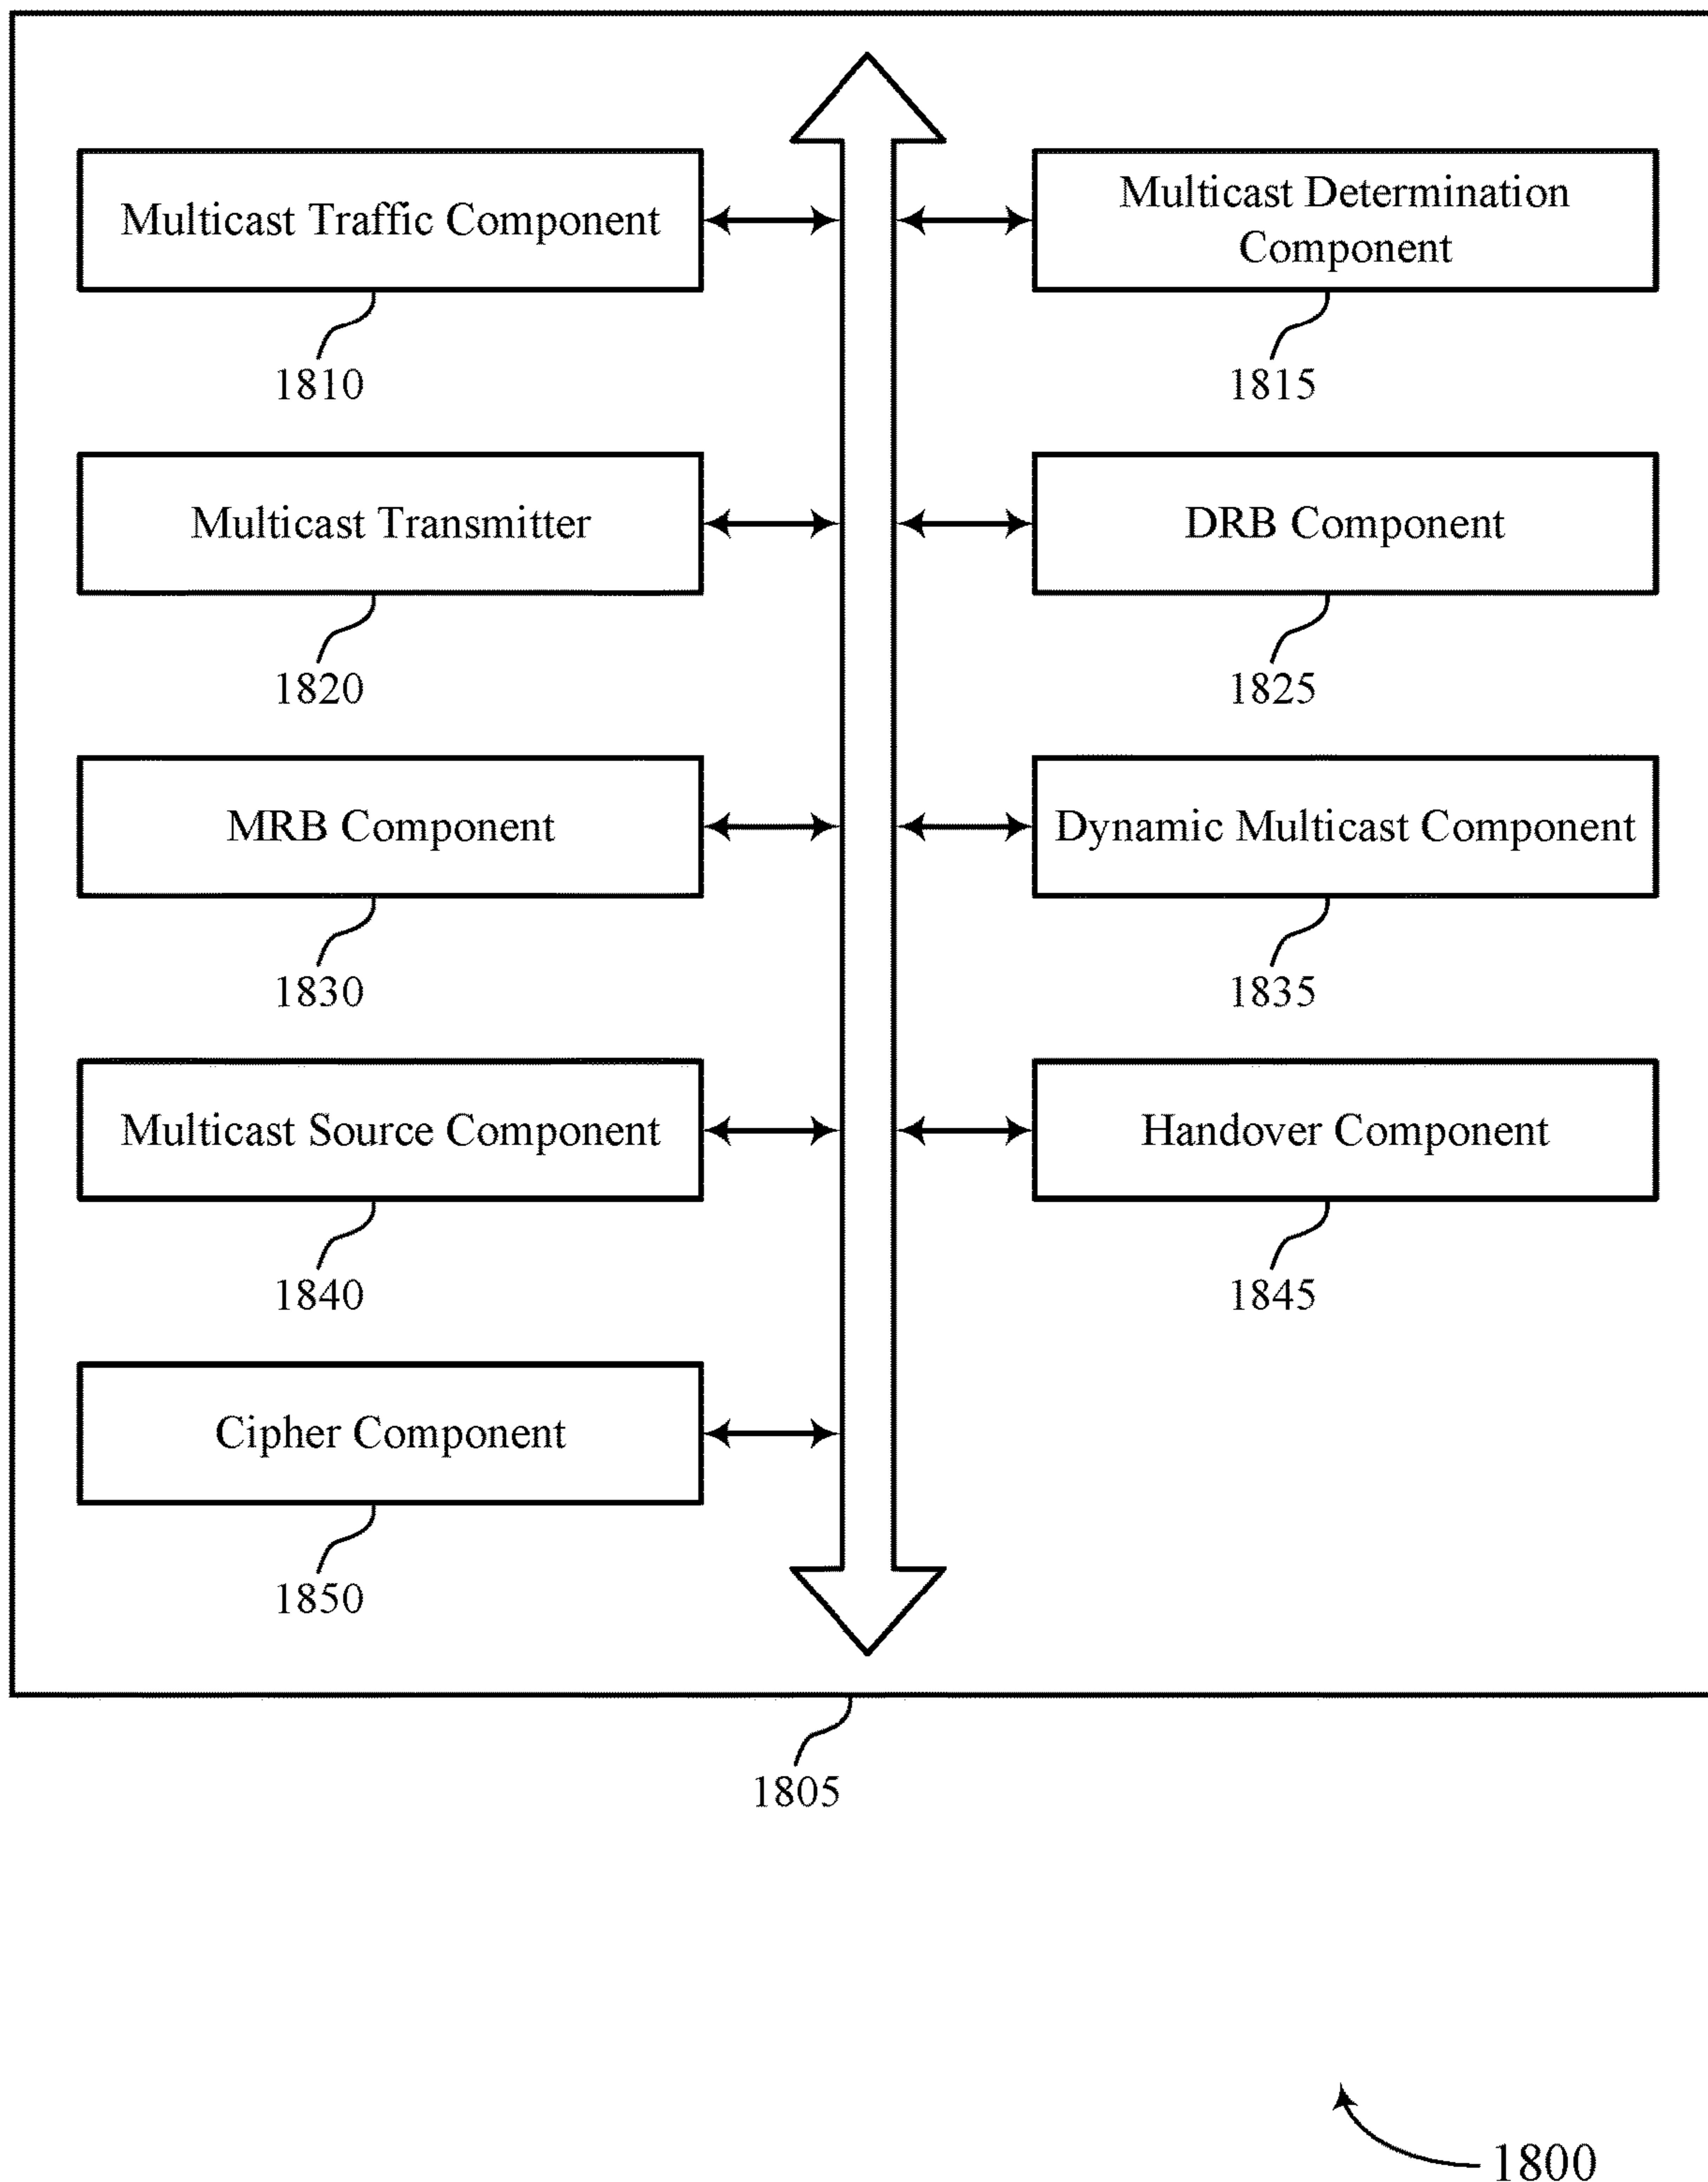 Multicast Traffic Component
1810
Multicast Determination
Component
1815
Multicast Transmitter
1820
DRB Component
1825
MRB Component
1830
Dynamic Multicast Component
1835
Multicast Source Component
1840
Handover Component
1845
Cipher Component
1850
1805
1800